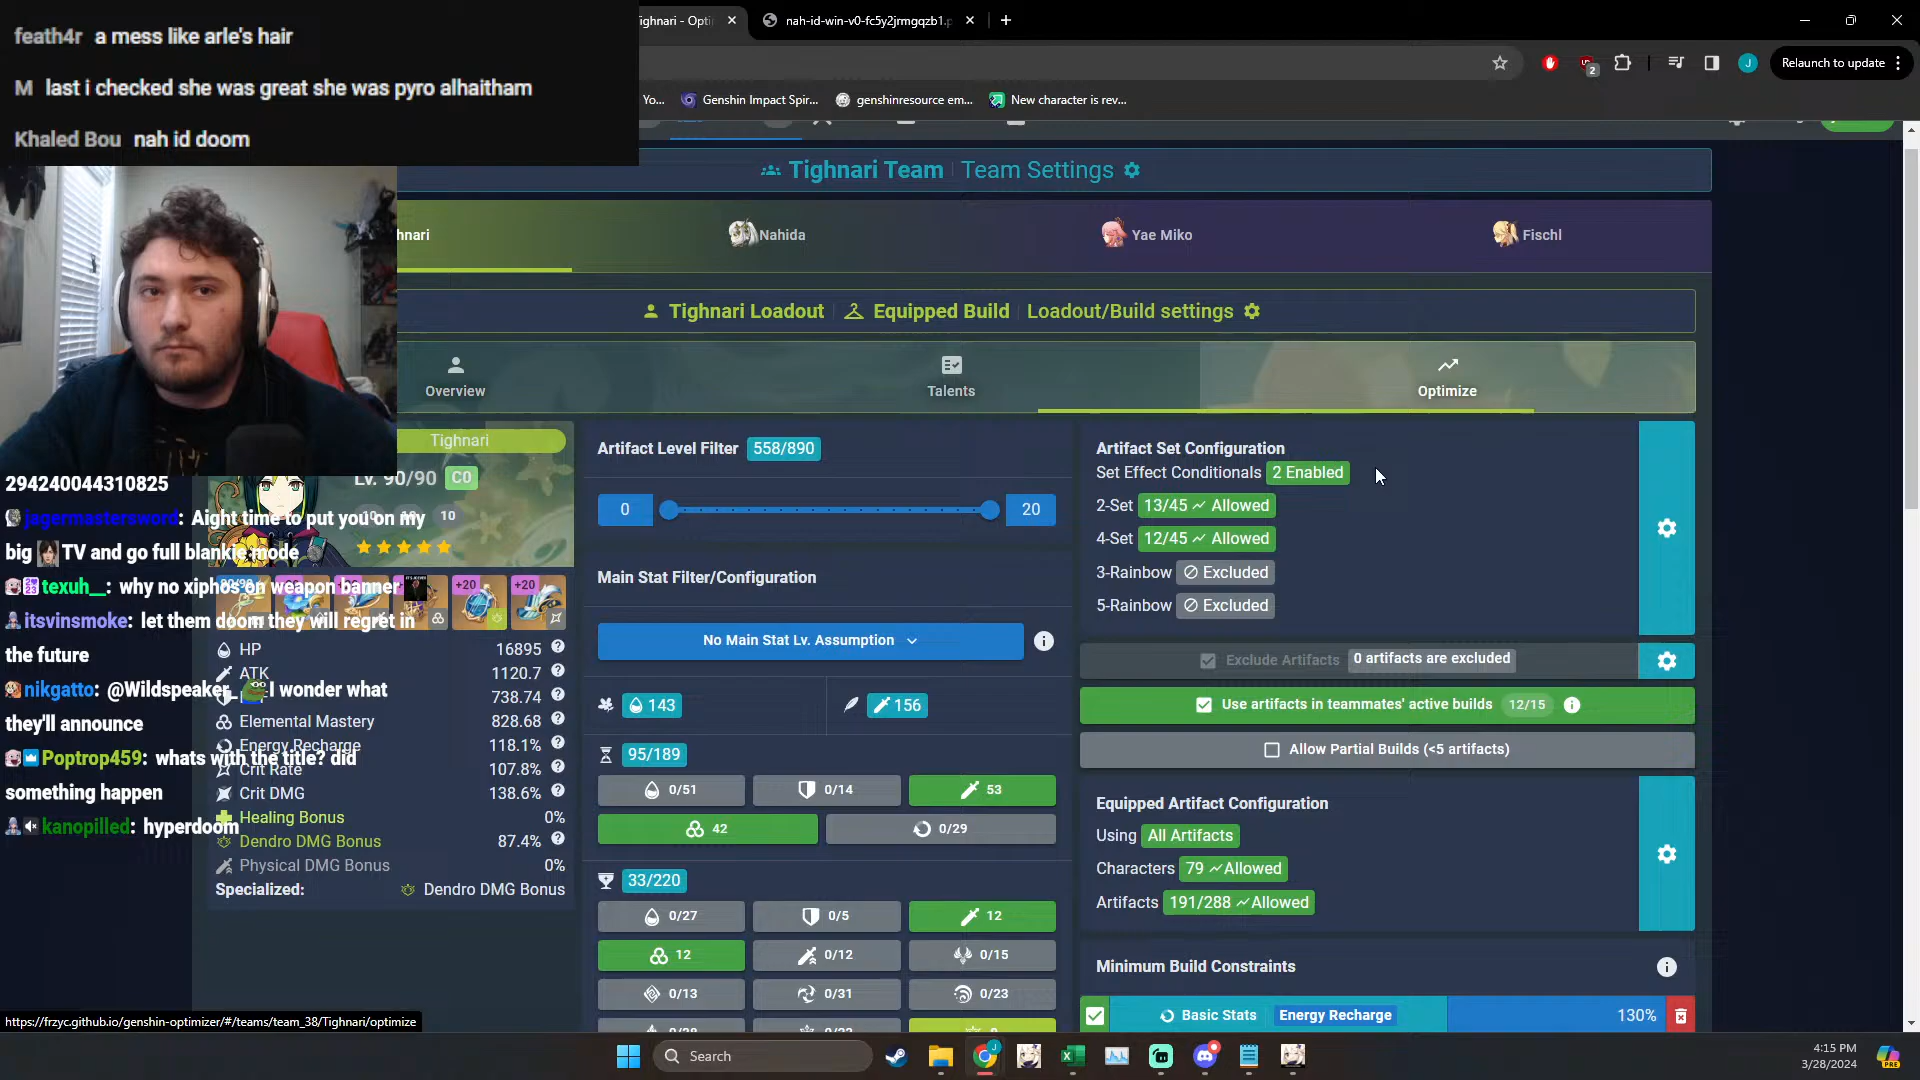 feath4r a mess like arle's hair
M last i checked she was great she was pyro alhaitham
Khaled Bou nah id doom
ighnari - Opti
nah-id-win-v0-fc5y2jrmgqzb1.p
2
J
Relaunch to update
Yo...
Genshin Impact Spir...
genshinresource em...
New character is rev...
Tighnari Team
Team Settings
hnari
Nahida
Yae Miko
Fischl
Tighnari Loadout
Equipped Build
Loadout/Build settings
Overview
Talents
Optimize
Tighnari
Lv. 90/90 C0
10
294240044310825
jagermastersword: Aight time to put you on my
big TV and go full blankie mode
texuh__: why no xiphos on weapon banner
itsvinsmoke: let them doom they will regret in
the future
nikgatto: @Wildspeaker_ I wonder what
they'll announce
Poptrop459: whats with the title? did
something happen
kanopilled: hyperdoom
+20
+20
HP 16895
ATK 1120.7
738.74
Elemental Mastery 828.68
Energy Recharge 118.1%
Crit Rate 107.8%
Crit DMG 138.6%
Healing Bonus 0%
Dendro DMG Bonus 87.4%
Physical DMG Bonus 0%
Specialized: Dendro DMG Bonus
Artifact Level Filter 558/890
0
20
Main Stat Filter/Configuration
No Main Stat Lv. Assumption
143
156
95/189
0/51
0/14
53
42
0/29
33/220
0/27
0/5
12
12
0/12
0/15
0/13
0/31
0/23
Artifact Set Configuration
Set Effect Conditionals 2 Enabled
2-Set 13/45 Allowed
4-Set 12/45 Allowed
3-Rainbow Excluded
5-Rainbow Excluded
Exclude Artifacts 0 artifacts are excluded
Use artifacts in teammates' active builds 12/15
Allow Partial Builds (<5 artifacts)
Equipped Artifact Configuration
Using All Artifacts
Characters 79 Allowed
Artifacts 191/288 Allowed
Minimum Build Constraints
Basic Stats Energy Recharge 130%
https://frzyc.github.io/genshin-optimizer/#/teams/team_38/Tighnari/optimize
Search
4:15 PM
3/28/2024
PRE